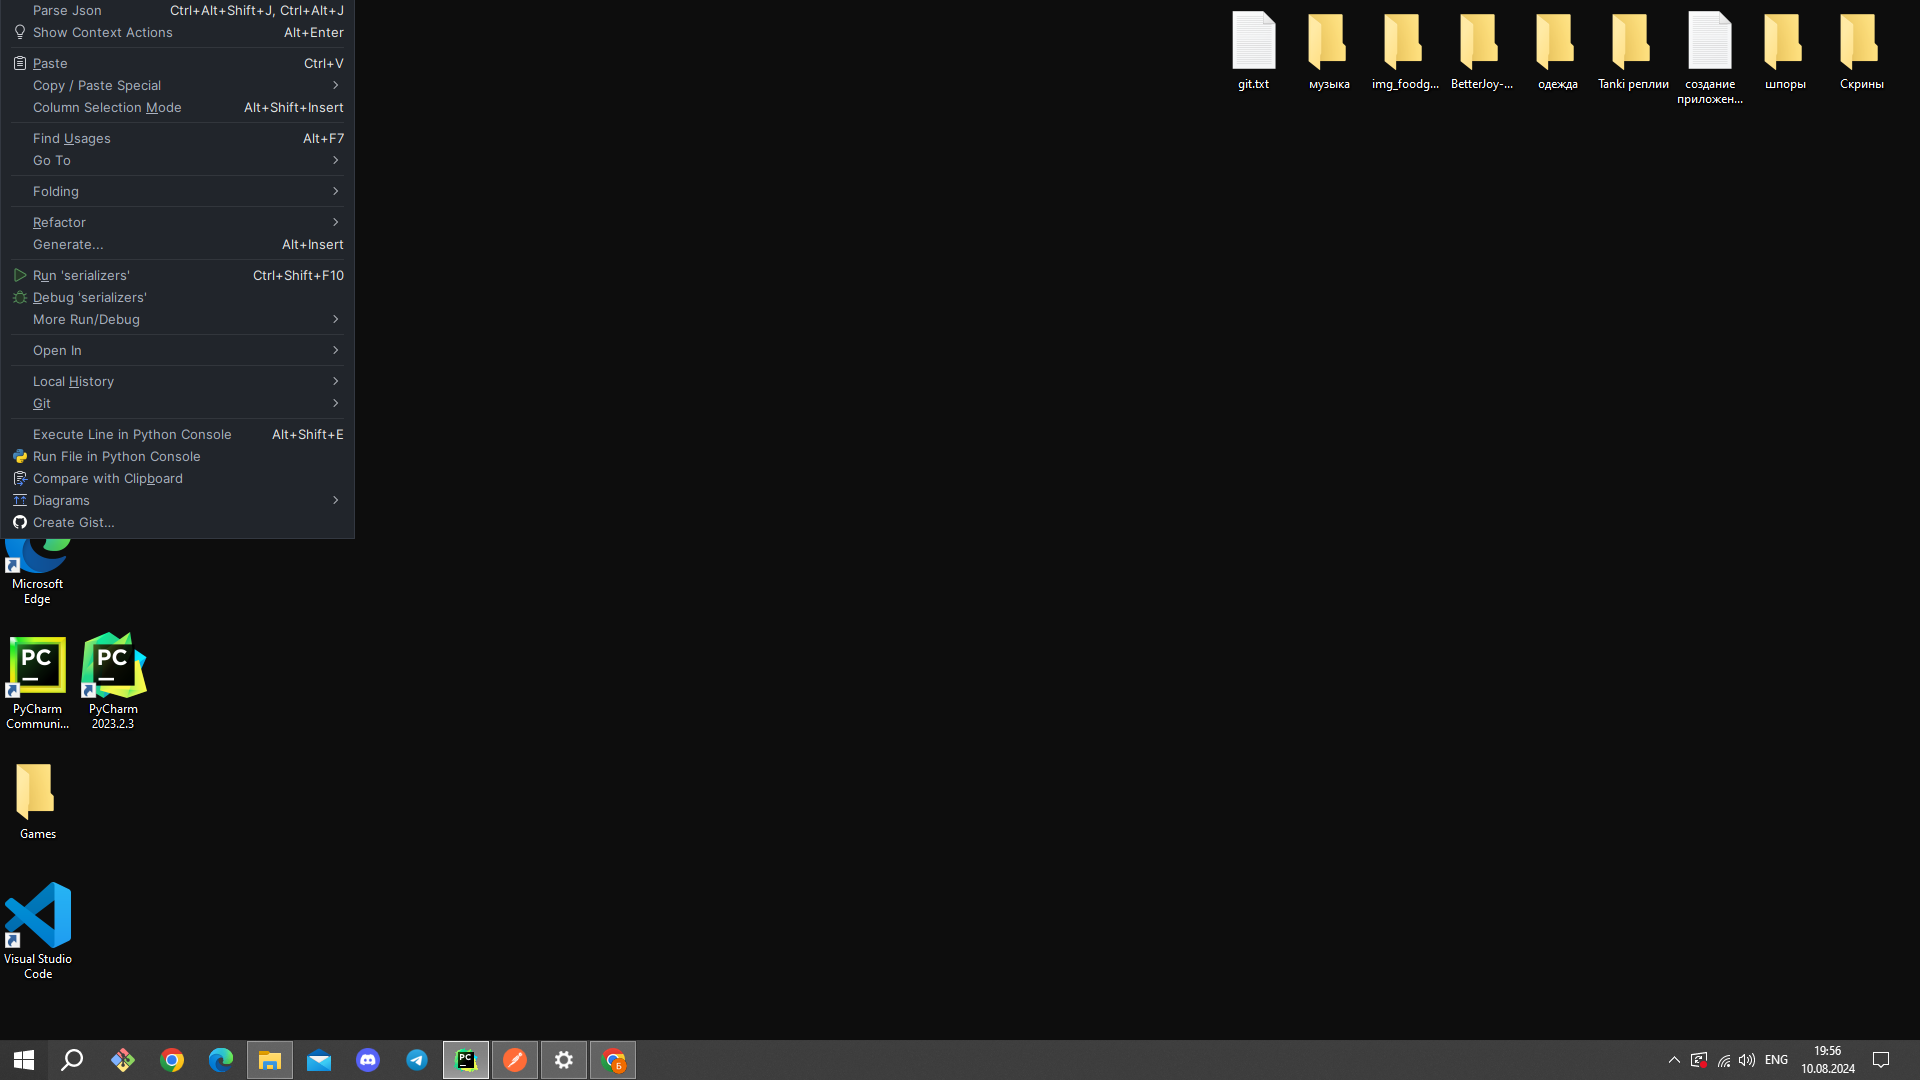 Parse Json Ctrl+Alt+Shift+J, Ctrl+Alt+J
Show Context Actions Alt+Enter
Paste Ctrl+V
Copy / Paste Special
Column Selection Mode Alt+Shift+Insert
Find Usages Alt+F7
Go To
Folding
Refactor
Generate... Alt+Insert
Run 'serializers' Ctrl+Shift+F10
Debug 'serializers'
More Run/Debug
Open In
Local History
Git
Execute Line in Python Console Alt+Shift+E
Run File in Python Console
Compare with Clipboard
Diagrams
Create Gist...
git.txt
музыка
img_foodg...
BetterJoy-...
одежда
Tanki реплии
создание
приложен...
шпоры
Скрины
Microsoft
Edge
PC
PyCharm
Communi...
PC
PyCharm
2023.2.3
Games
Visual Studio
Code
PC
6
ENG
19:56
10.08.2024